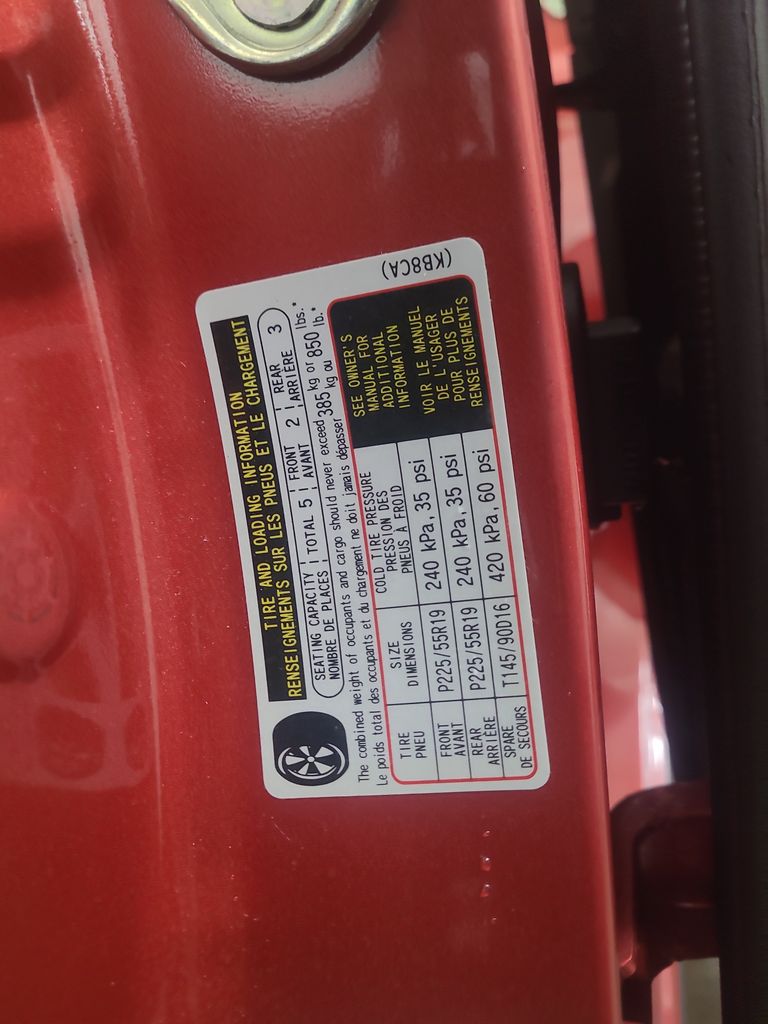 TIRE AND LOADING INFORMATION
RENSEIGNEMENTS SUR LES PNEUS ET LE CHARGEMENT
SEATING CAPACITY TOTAL 5 FRONT 2 REAR 3
NOMBRE DE PLACES AVANT ARRIÈRE
The combined weight of occupants and cargo should never exceed 385 kg or 850 lbs.*
Le poids total des occupants et du chargement ne doit jamais dépasser kg ou lb.*
TIRE SIZE COLD TIRE PRESSURE
PNEU DIMENSIONS PRESSION DES
PNEUS À FROID
FRONT P225/55R19 240 kPa, 35 psi
AVANT
REAR P225/55R19 240 kPa, 35 psi
ARRIÈRE
SPARE T145/90D16 420 kPa, 60 psi
DE SECOURS
SEE OWNER'S
MANUAL FOR
ADDITIONAL
INFORMATION
VOIR LE MANUEL
DE L'USAGER
POUR PLUS DE
RENSEIGNEMENTS
(KB8CA)